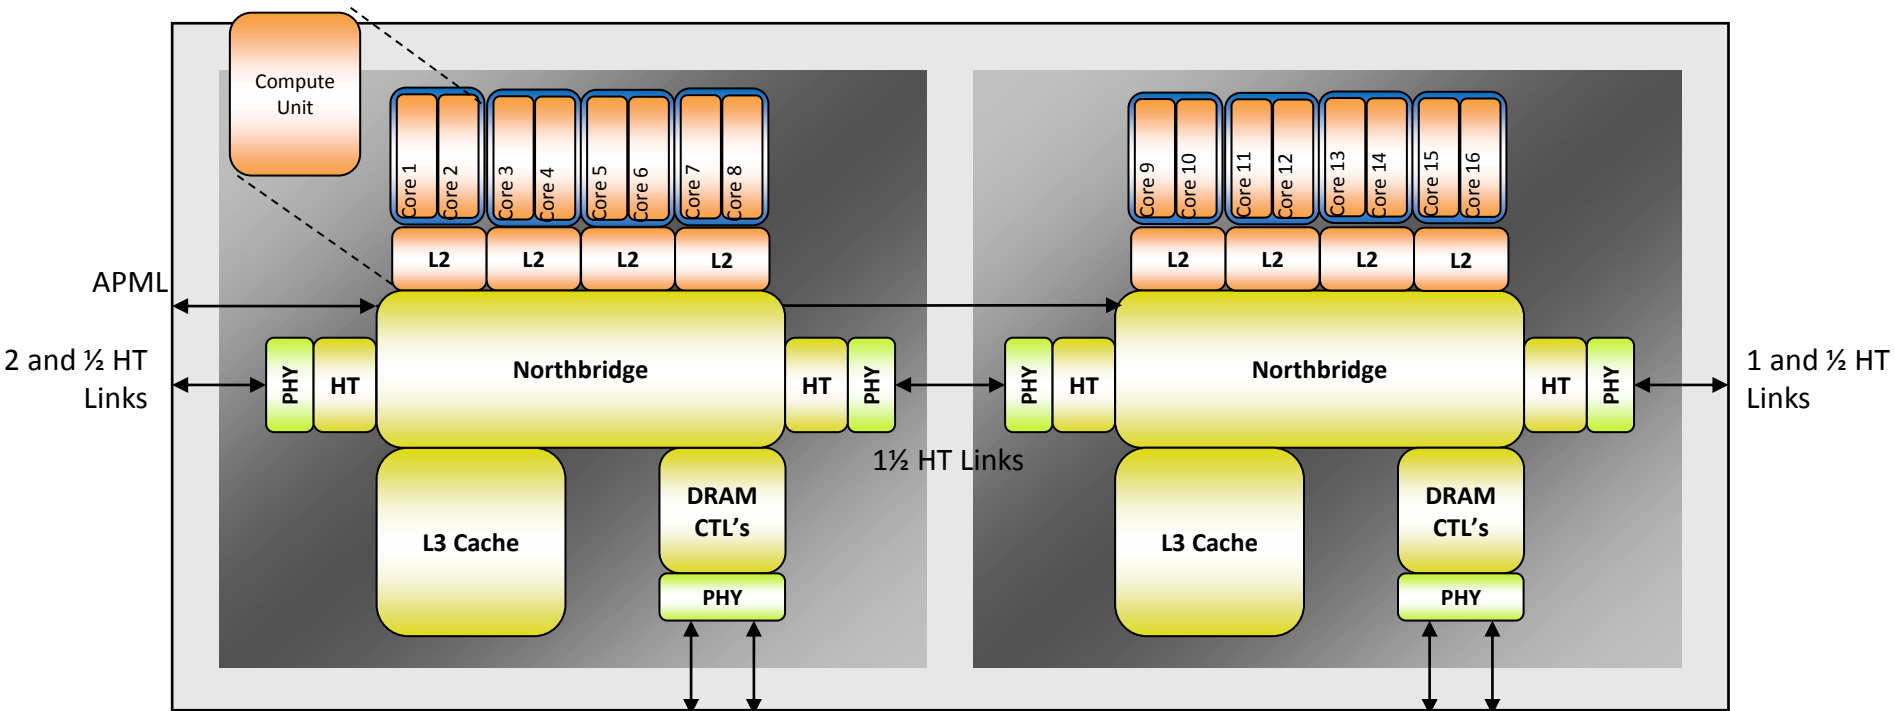 Compute
Unit
Core 1
Core 2
Core 3
Core 4
Core 5
Core 6
Core 7
Core 8
Core 9
Core 10
Core 11
Core 12
Core 13
Core 14
Core 15
Core 16
L2
L2
L2
L2
L2
L2
L2
L2
APML
2 and ½ HT
Links
PHY
HT
Northbridge
HT
PHY
1½ HT Links
PHY
HT
Northbridge
HT
PHY
1 and ½ HT
Links
L3 Cache
DRAM
CTL's
PHY
L3 Cache
DRAM
CTL's
PHY